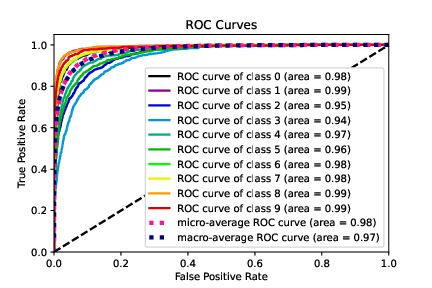 ROC Curves
True Positive Rate
1.0
0.8
0.6
0.4
0.2
0.0
ROC curve of class 0 (area = 0.98)
ROC curve of class 1 (area = 0.99)
ROC curve of class 2 (area = 0.95)
ROC curve of class 3 (area = 0.94)
ROC curve of class 4 (area = 0.97)
ROC curve of class 5 (area = 0.96)
ROC curve of class 6 (area = 0.98)
ROC curve of class 7 (area = 0.98)
ROC curve of class 8 (area = 0.99)
ROC curve of class 9 (area = 0.99)
micro-average ROC curve (area = 0.98)
macro-average ROC curve (area = 0.97)
0.0 0.2 0.4 0.6 0.8 1.0
False Positive Rate